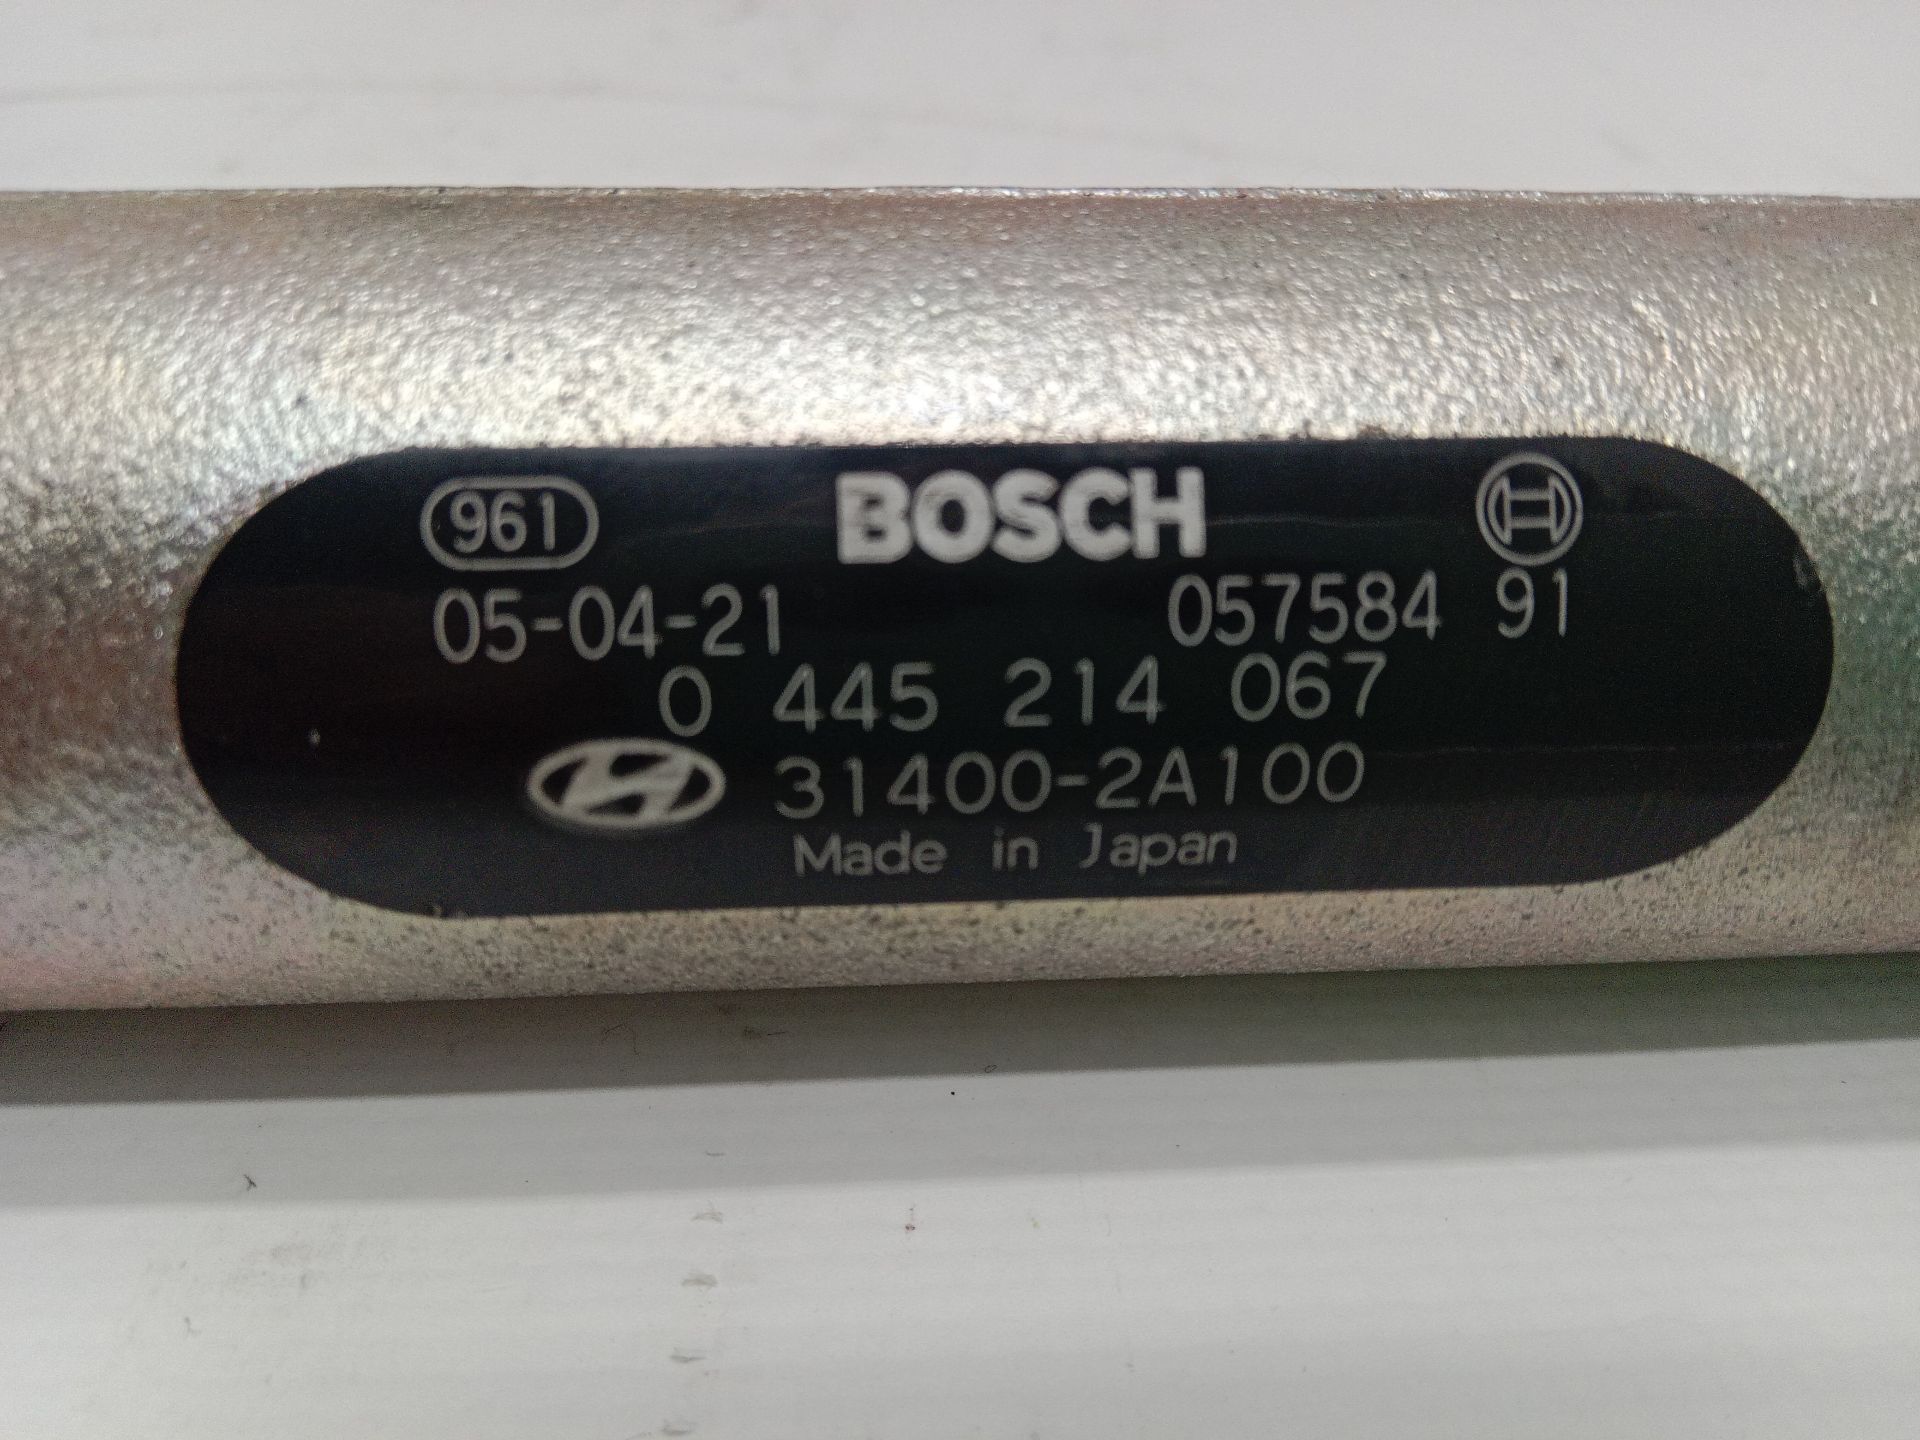 961 BOSCH
05-04-21 057584 91
0 445 214 067
31400-2A100
Made in Japan